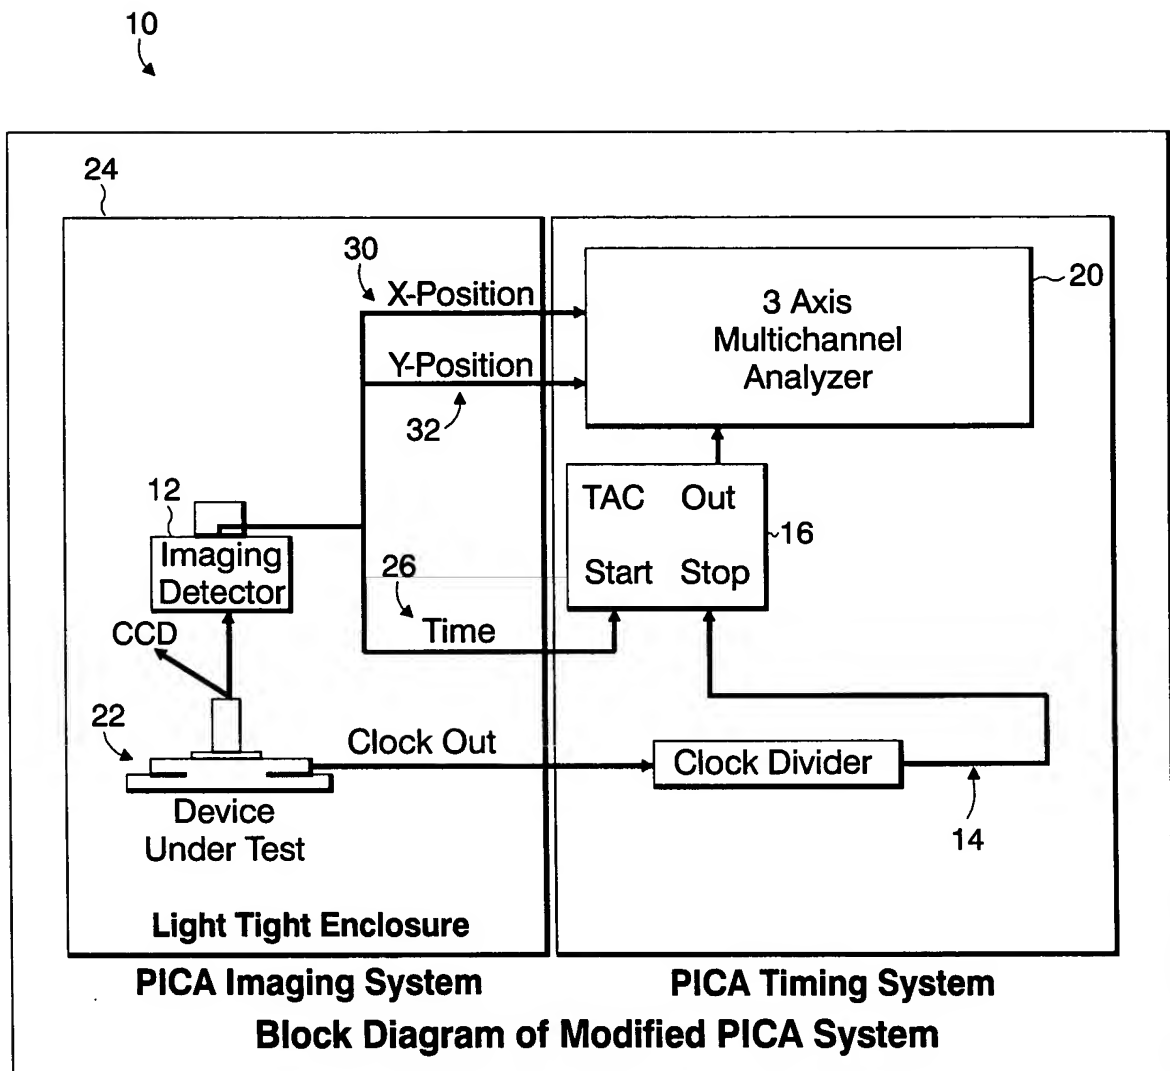 10
24
30
X-Position
20
3 Axis
Multichannel
Analyzer
Y-Position
32
12
TAC Out
16
Imaging
Detector
26
Start Stop
Time
CCD
22
Clock Out
Clock Divider
Device
Under Test
14
Light Tight Enclosure
PICA Imaging System
PICA Timing System
Block Diagram of Modified PICA System